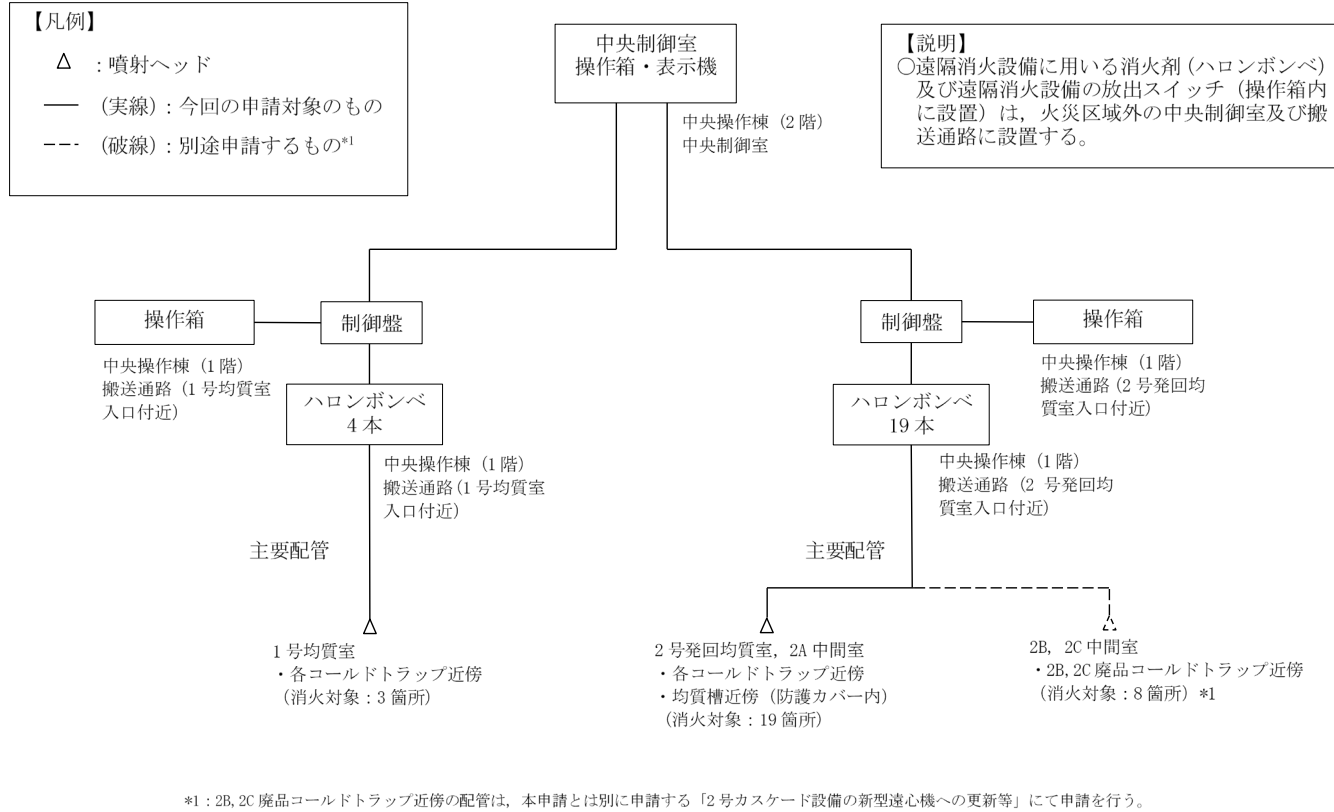 【凡例】
△ :噴射ヘッド
── (実線):今回の申請対象のもの
--- (破線):別途申請するもの*1
中央制御室
操作箱・表示機
中央操作棟(2階)
中央制御室
【説明】
○遠隔消火設備に用いる消火剤(ハロンボンベ)
及び遠隔消火設備の放出スイッチ(操作箱内
に設置)は,火災区域外の中央制御室及び搬
送通路に設置する。
操作箱
制御盤
中央操作棟(1階)
搬送通路(1号均質室
入口付近)
ハロンボンベ
4本
中央操作棟(1階)
搬送通路(1号均質室
入口付近)
主要配管
1号均質室
・各コールドトラップ近傍
(消火対象:3箇所)
制御盤
操作箱
中央操作棟(1階)
搬送通路(2号発回均
質室入口付近)
ハロンボンベ
19本
中央操作棟(1階)
搬送通路(2 号発回均
質室入口付近)
主要配管
2号発回均質室,2A中間室
・各コールドトラップ近傍
・均質槽近傍(防護カバー内)
(消火対象:19箇所)
2B, 2C中間室
・2B,2C廃品コールドトラップ近傍
(消火対象:8箇所)*1
*1:2B,2C廃品コールドトラップ近傍の配管は,本申請とは別に申請する「2号カスケード設備の新型遠心機への更新等」にて申請を行う。